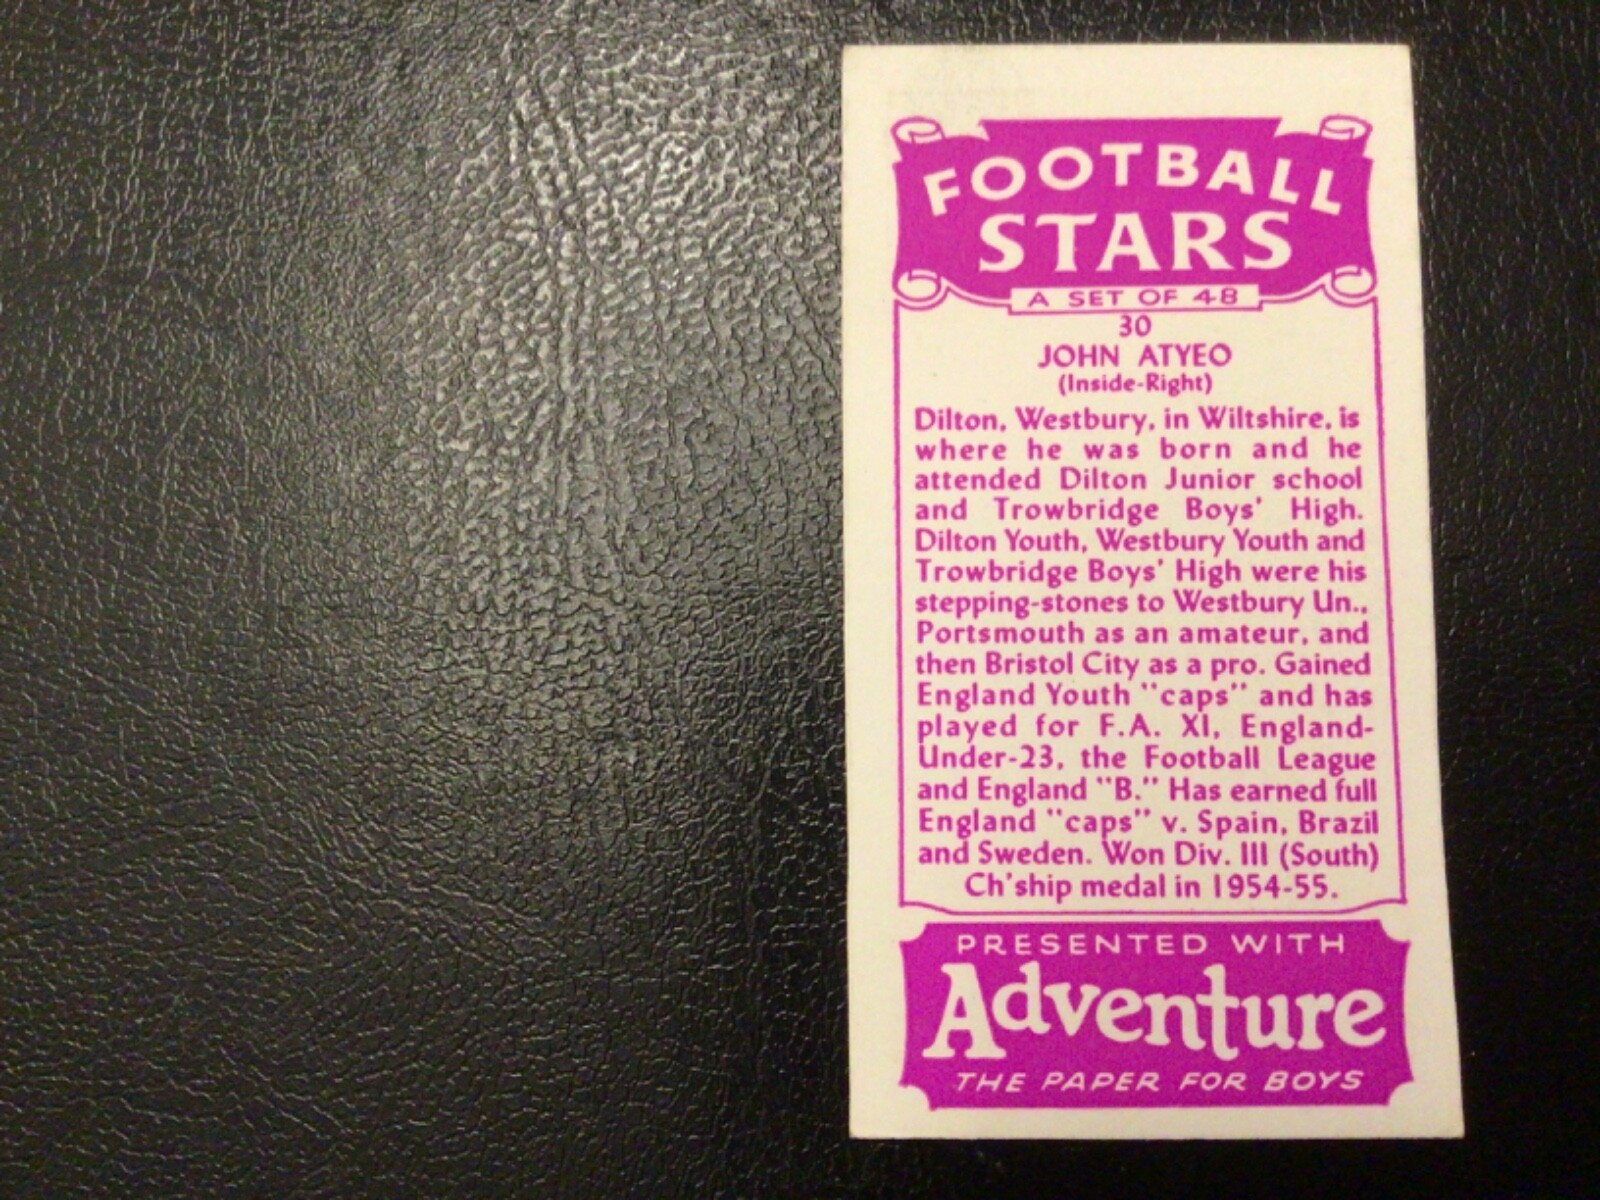 FOOTBALL
STARS
A SET OF 48
30
JOHN ATYEO
(Inside-Right)
Dilton, Westbury, in Wiltshire, is
where he was born and he
attended Dilton Junior school
and Trowbridge Boys' High.
Dilton Youth, Westbury Youth and
Trowbridge Boys' High were his
stepping-stones to Westbury Un.,
Portsmouth as an amateur, and
then Bristol City as a pro. Gained
England Youth "caps" and has
played for F.A. XI, England-
Under-23, the Football League
and England "B." Has earned full
England "caps" v. Spain, Brazil
and Sweden. Won Div. III (South)
Ch'ship medal in 1954-55.
PRESENTED WITH
Adventure
THE PAPER FOR BOYS